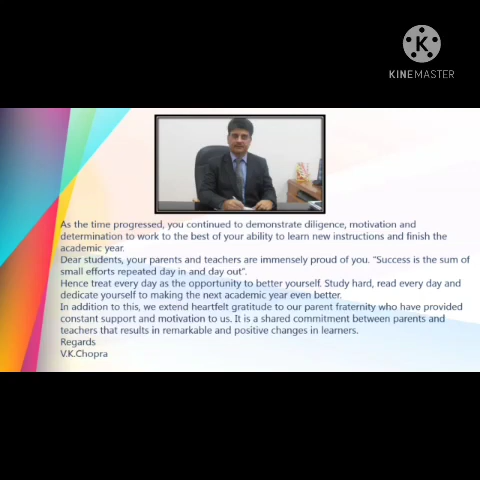 K
KINEMASTER
As the time progressed, you continued to demonstrate diligence, motivation and
determination to work to the best of your ability to learn new instructions and finish the
academic year.
Dear students, your parents and teachers are immensely proud of you. "Success is the sum of
small efforts repeated day in and day out".
Hence treat every day as the opportunity to better yourself. Study hard, read every day and
dedicate yourself to making the next academic year even better.
In addition to this, we extend heartfelt gratitude to our parent fraternity who have provided
constant support and motivation to us. It is a shared commitment between parents and
teachers that results in remarkable and positive changes in learners.
Regards
V.K.Chopra